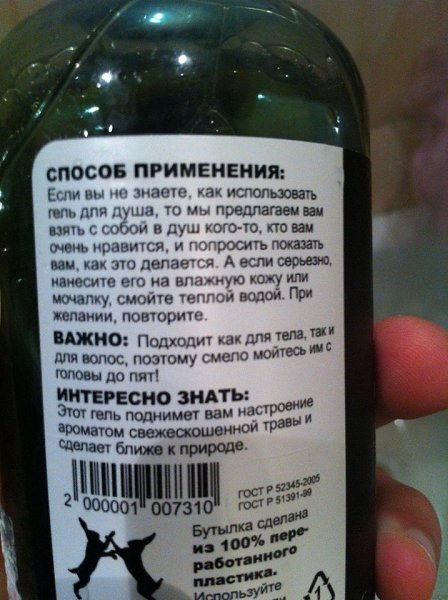 СПОСОБ ПРИМЕНЕНИЯ:
Если вы не знаете, как использовать
гель для душа, то мы предлагаем вам
взять с собой в душ кого-то, кто вам
очень нравится, и попросить показать
вам, как это делается. А если серьезно,
нанесите его на влажную кожу или
мочалку, смойте теплой водой. При
желании, повторите.
ВАЖНО: Подходит как для тела, так и
для волос, поэтому смело мойтесь им с
головы до пят!
ИНТЕРЕСНО ЗНАТЬ:
Этот гель поднимет вам настроение
ароматом свежескошенной травы и
сделает ближе к природе.
2 000001 007310
ГОСТ Р 52345-2005
ГОСТ Р 51391-99
Бутылка сделана
из 100% пере-
работанного
пластика.
Используйте
1